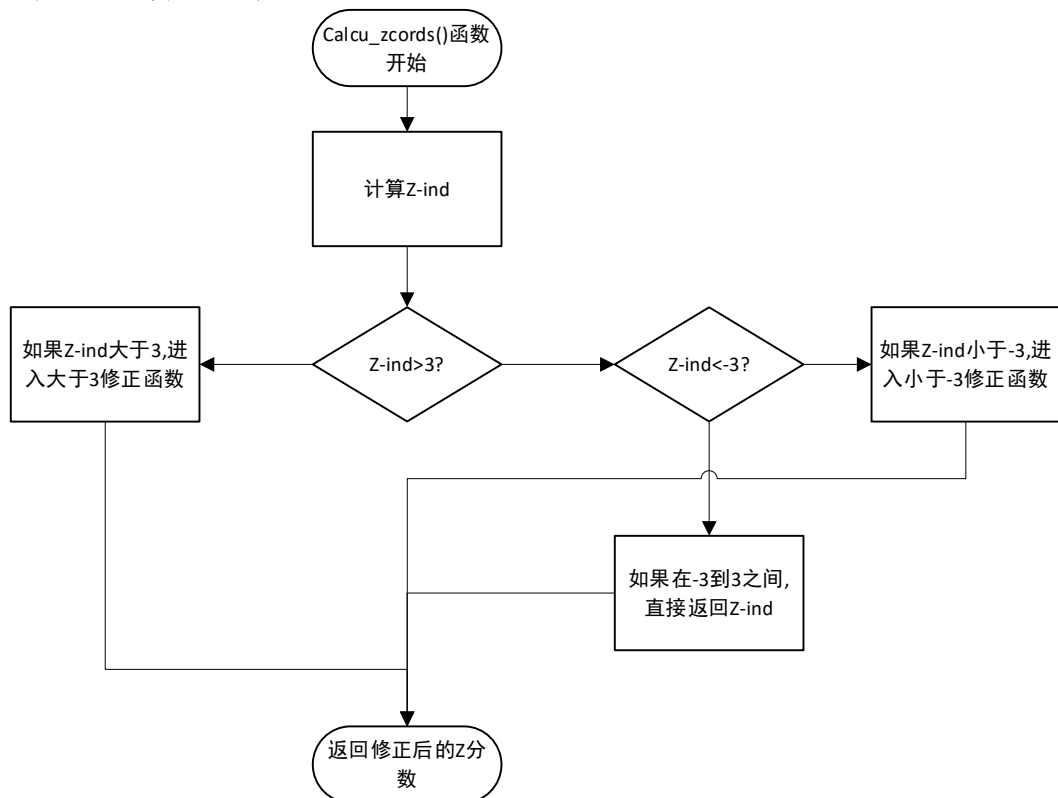 Calcu_zcords()函数
开始
计算Z-ind
如果Z-ind大于3,进
入大于3修正函数
Z-ind>3?
Z-ind<-3?
如果Z-ind小于-3,进
入小于-3修正函数
如果在-3到3之间,
直接返回Z-ind
返回修正后的Z分
数